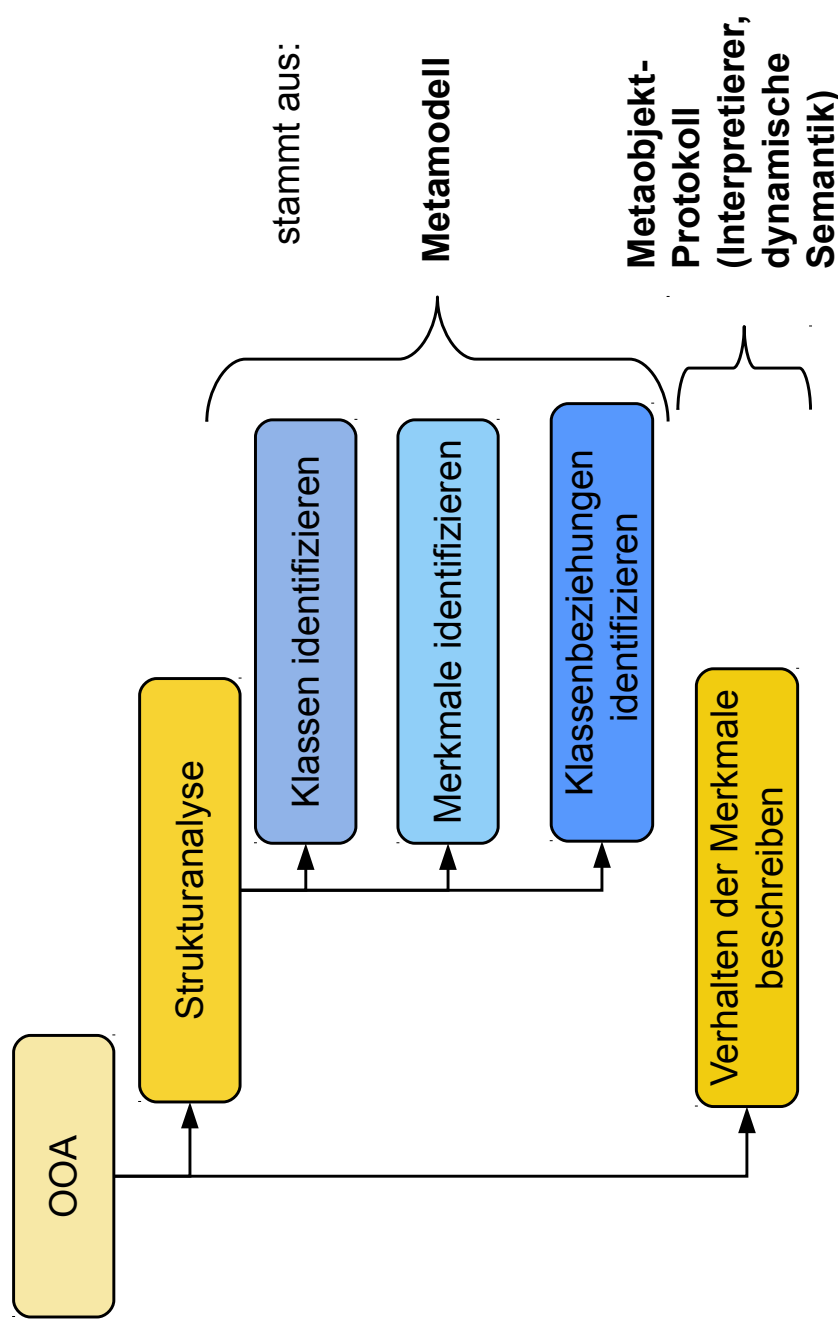 OOA
Strukturanalyse
stammt aus:
Klassen identifizieren
Merkmale identifizieren
Metamodell
Klassenbeziehungen
identifizieren
Verhalten der Merkmale
beschreiben
Metaobjekt-
Protokoll
(Interpretierer,
dynamische
Semantik)